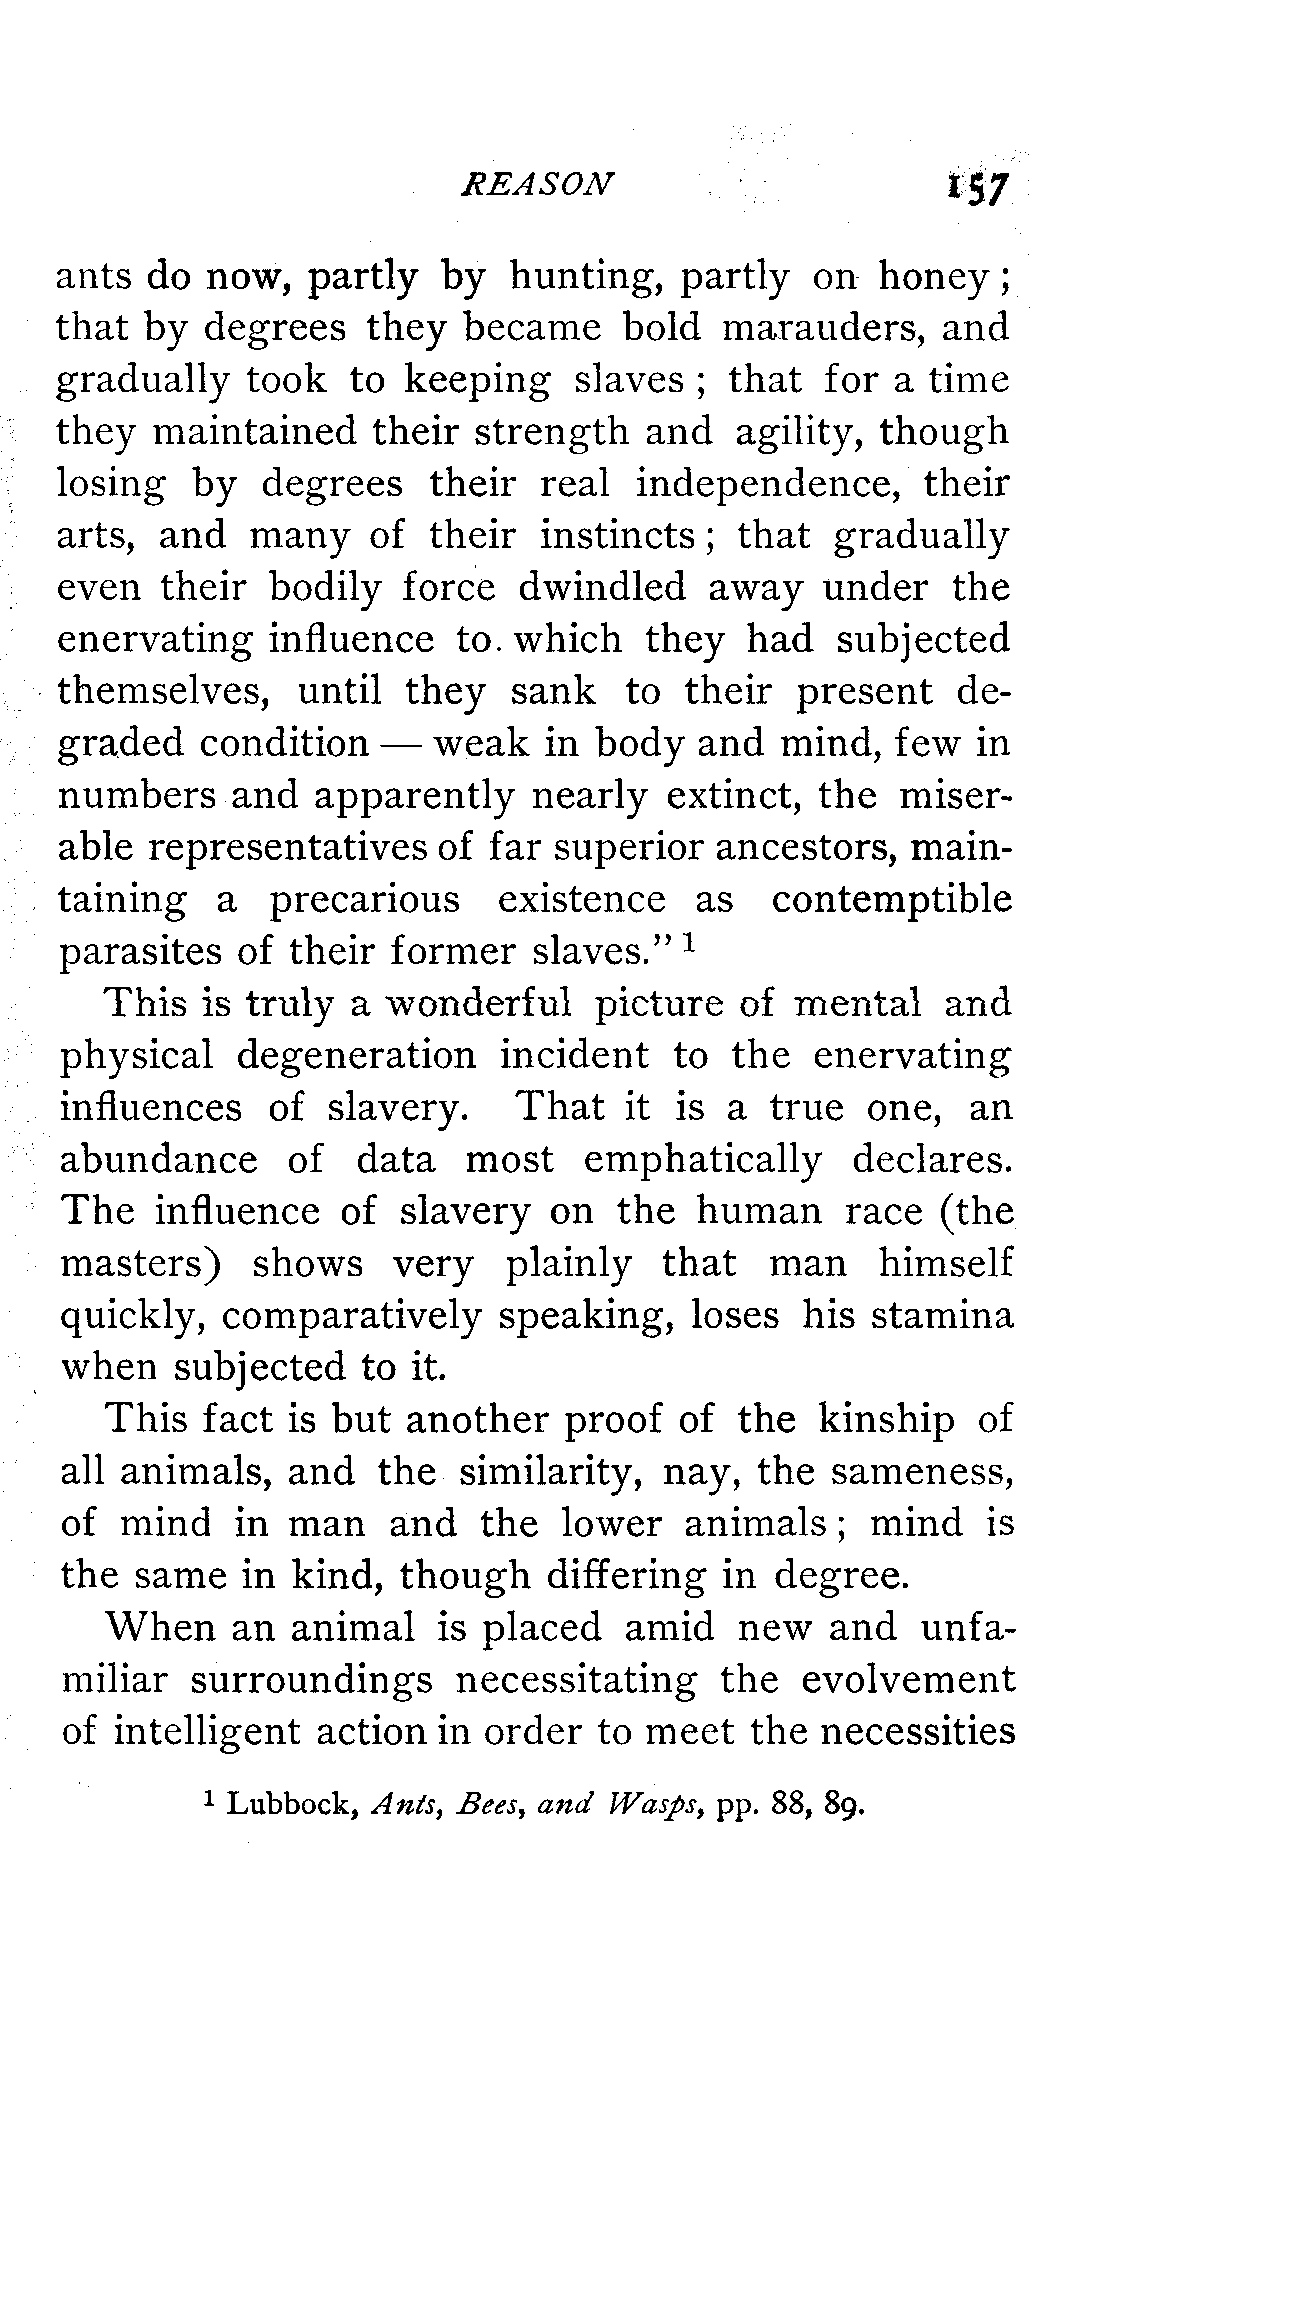 REASON 157
ants do now, partly by hunting, partly on honey ;
that by degrees they became bold marauders, and
gradually took to keeping slaves ; that for a time
they maintained their strength and agility, though
losing by degrees their real independence, their
arts, and many of their instincts ; that gradually
even their bodily force dwindled away under the
enervating influence to. which they had subjected
themselves, until they sank to their present de-
graded condition — weak in body and mind, few in
numbers and apparently nearly extinct, the miser-
able representatives of far superior ancestors, main-
taining a precarious existence as contemptible
parasites of their former slaves." 1
This is truly a wonderful picture of mental and
physical degeneration incident to the enervating
influences of slavery. That it is a true one, an
abundance of data most emphatically declares.
The influence of slavery on the human race (the
masters) shows very plainly that man himself
quickly, comparatively speaking, loses his stamina
when subjected to it.
This fact is but another proof of the kinship of
all animals, and the similarity, nay, the sameness,
of mind in man and the lower animals ; mind is
the same in kind, though differing in degree.
When an animal is placed amid new and unfa-
miliar surroundings necessitating the evolvement
of intelligent action in order to meet the necessities
1 Lubbock, Ants, Bees, and Wasps, pp. 88, 89.